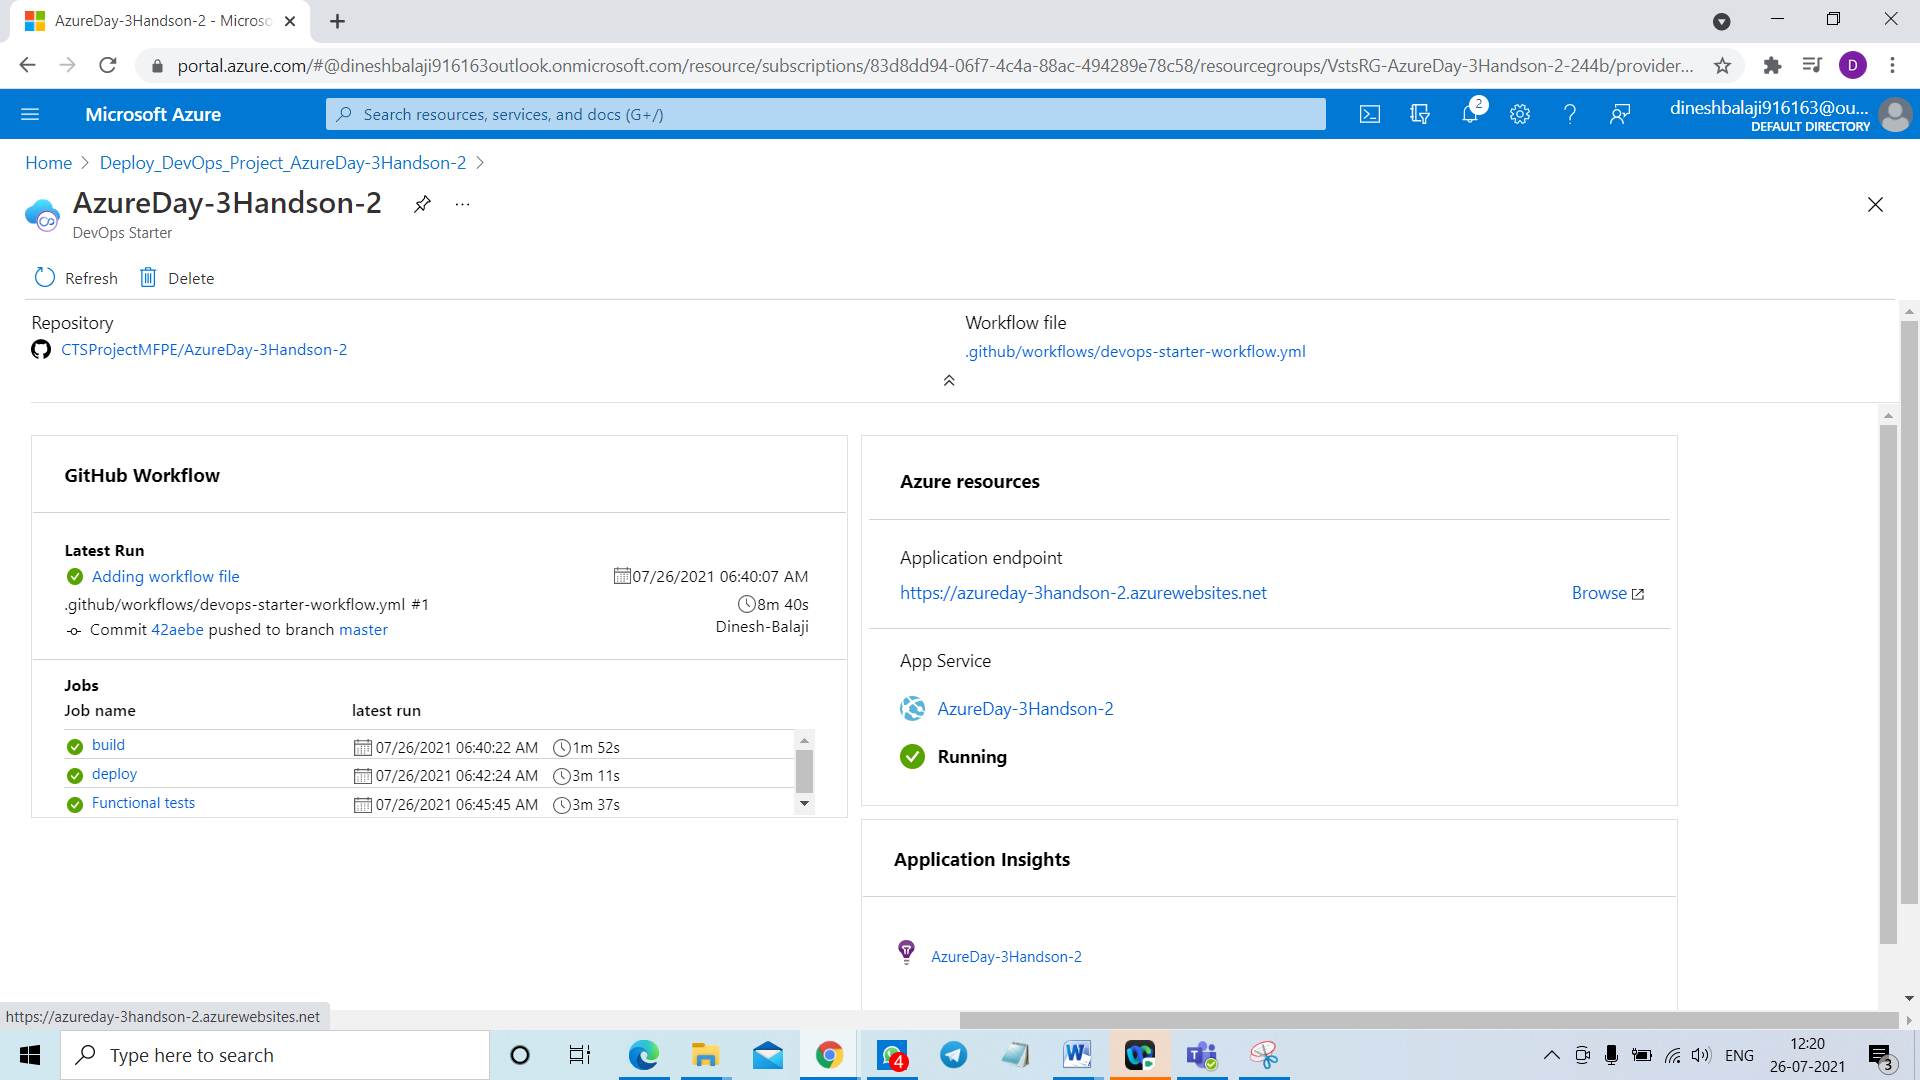 AzureDay-3Handson-2 - Microso
portal.azure.com/#@dineshbalaji916163outlook.onmicrosoft.com/resource/subscriptions/83d8dd94-06f7-4c4a-88ac-494289e78c58/resourcegroups/VstsRG-AzureDay-3Handson-2-244b/provider...
D
Microsoft Azure
Search resources, services, and docs (G+/)
2
dineshbalaji916163@ou...
DEFAULT DIRECTORY
Home > Deploy_DevOps_Project_AzureDay-3Handson-2 >
AzureDay-3Handson-2
DevOps Starter
Refresh
Delete
Repository
CTSProjectMFPE/AzureDay-3Handson-2
Workflow file
.github/workflows/devops-starter-workflow.yml
GitHub Workflow
Latest Run
Adding workflow file
07/26/2021 06:40:07 AM
.github/workflows/devops-starter-workflow.yml #1
8m 40s
Commit 42aebe pushed to branch master
Dinesh-Balaji
Jobs
Job name latest run
build 07/26/2021 06:40:22 AM 1m 52s
deploy 07/26/2021 06:42:24 AM 3m 11s
Functional tests 07/26/2021 06:45:45 AM 3m 37s
Azure resources
Application endpoint
https://azureday-3handson-2.azurewebsites.net
Browse
App Service
AzureDay-3Handson-2
Running
Application Insights
AzureDay-3Handson-2
https://azureday-3handson-2.azurewebsites.net
Type here to search
4
ENG
12:20
26-07-2021
3